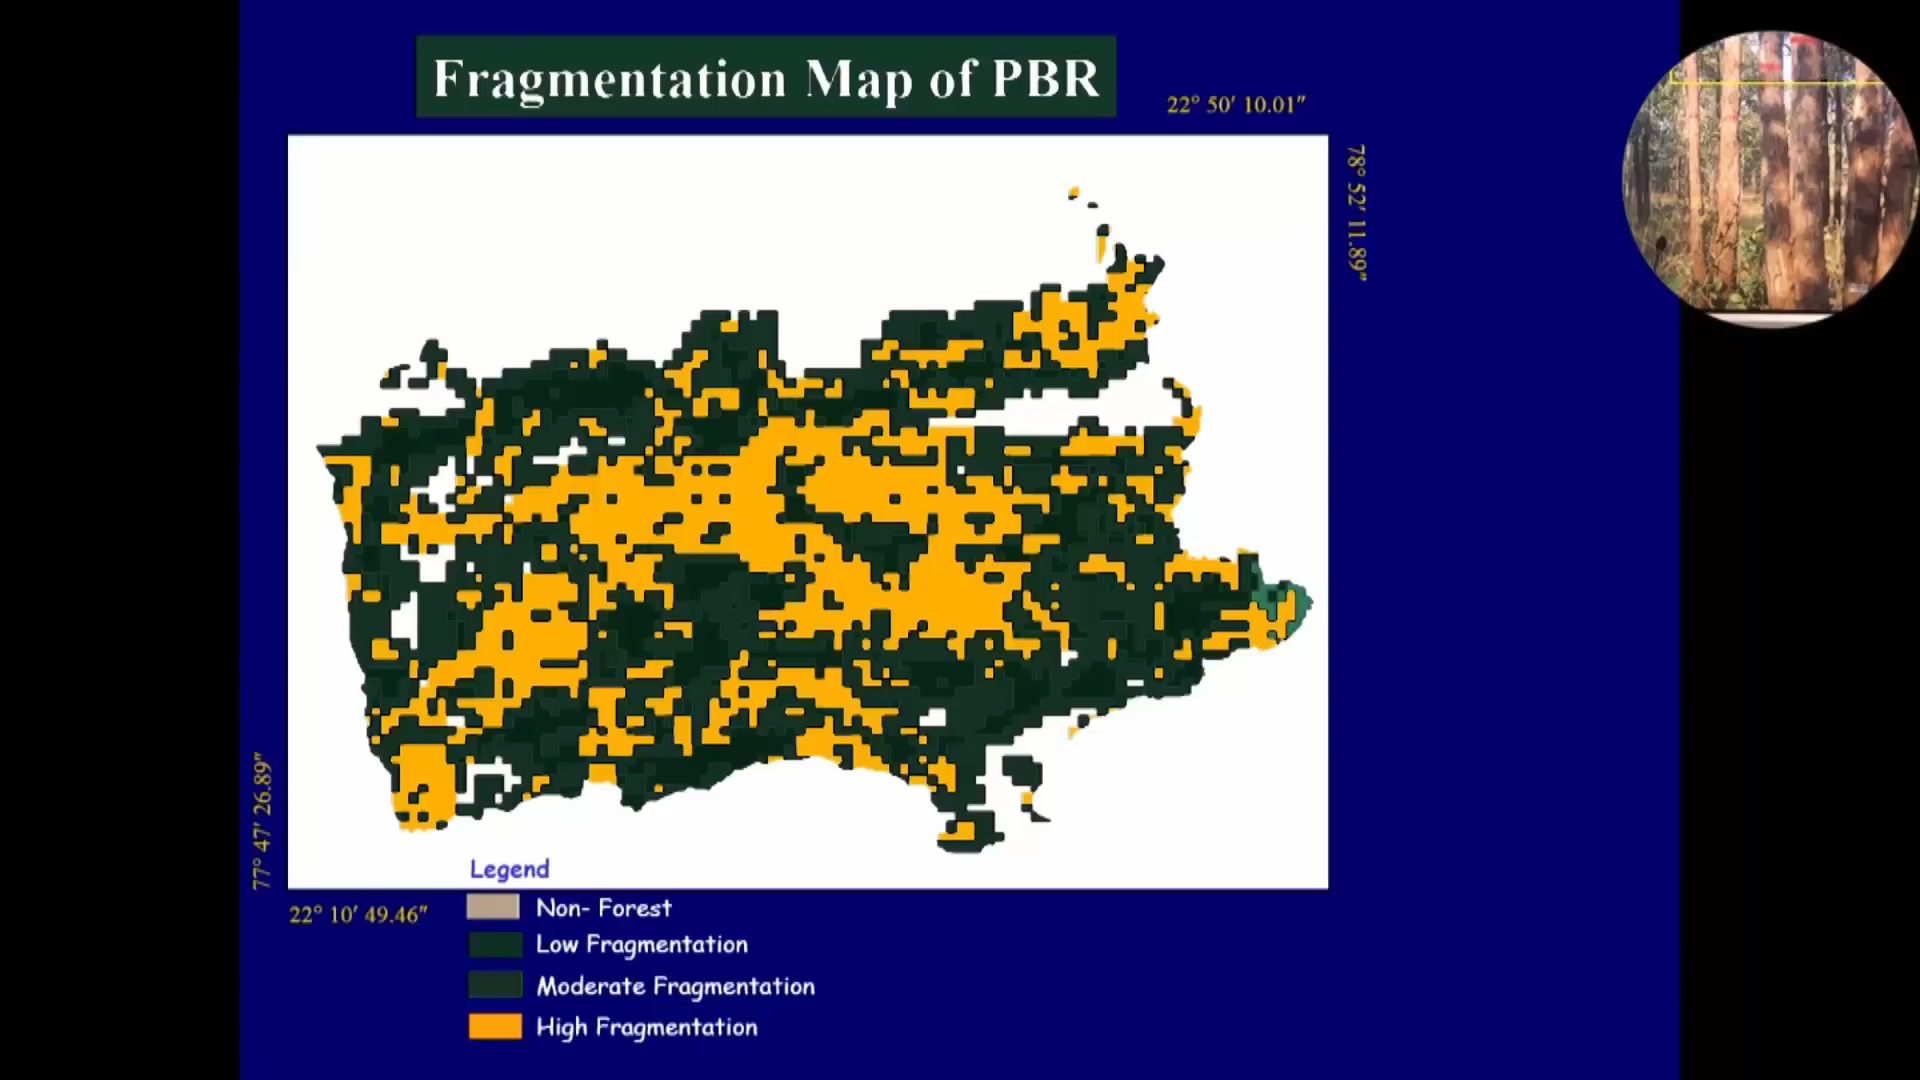 Fragmentation Map of PBR
22° 50′ 10.01″
78° 52′ 11.89″
77° 47′ 26.89″
22° 10′ 49.46″
Legend
Non- Forest
Low Fragmentation
Moderate Fragmentation
High Fragmentation